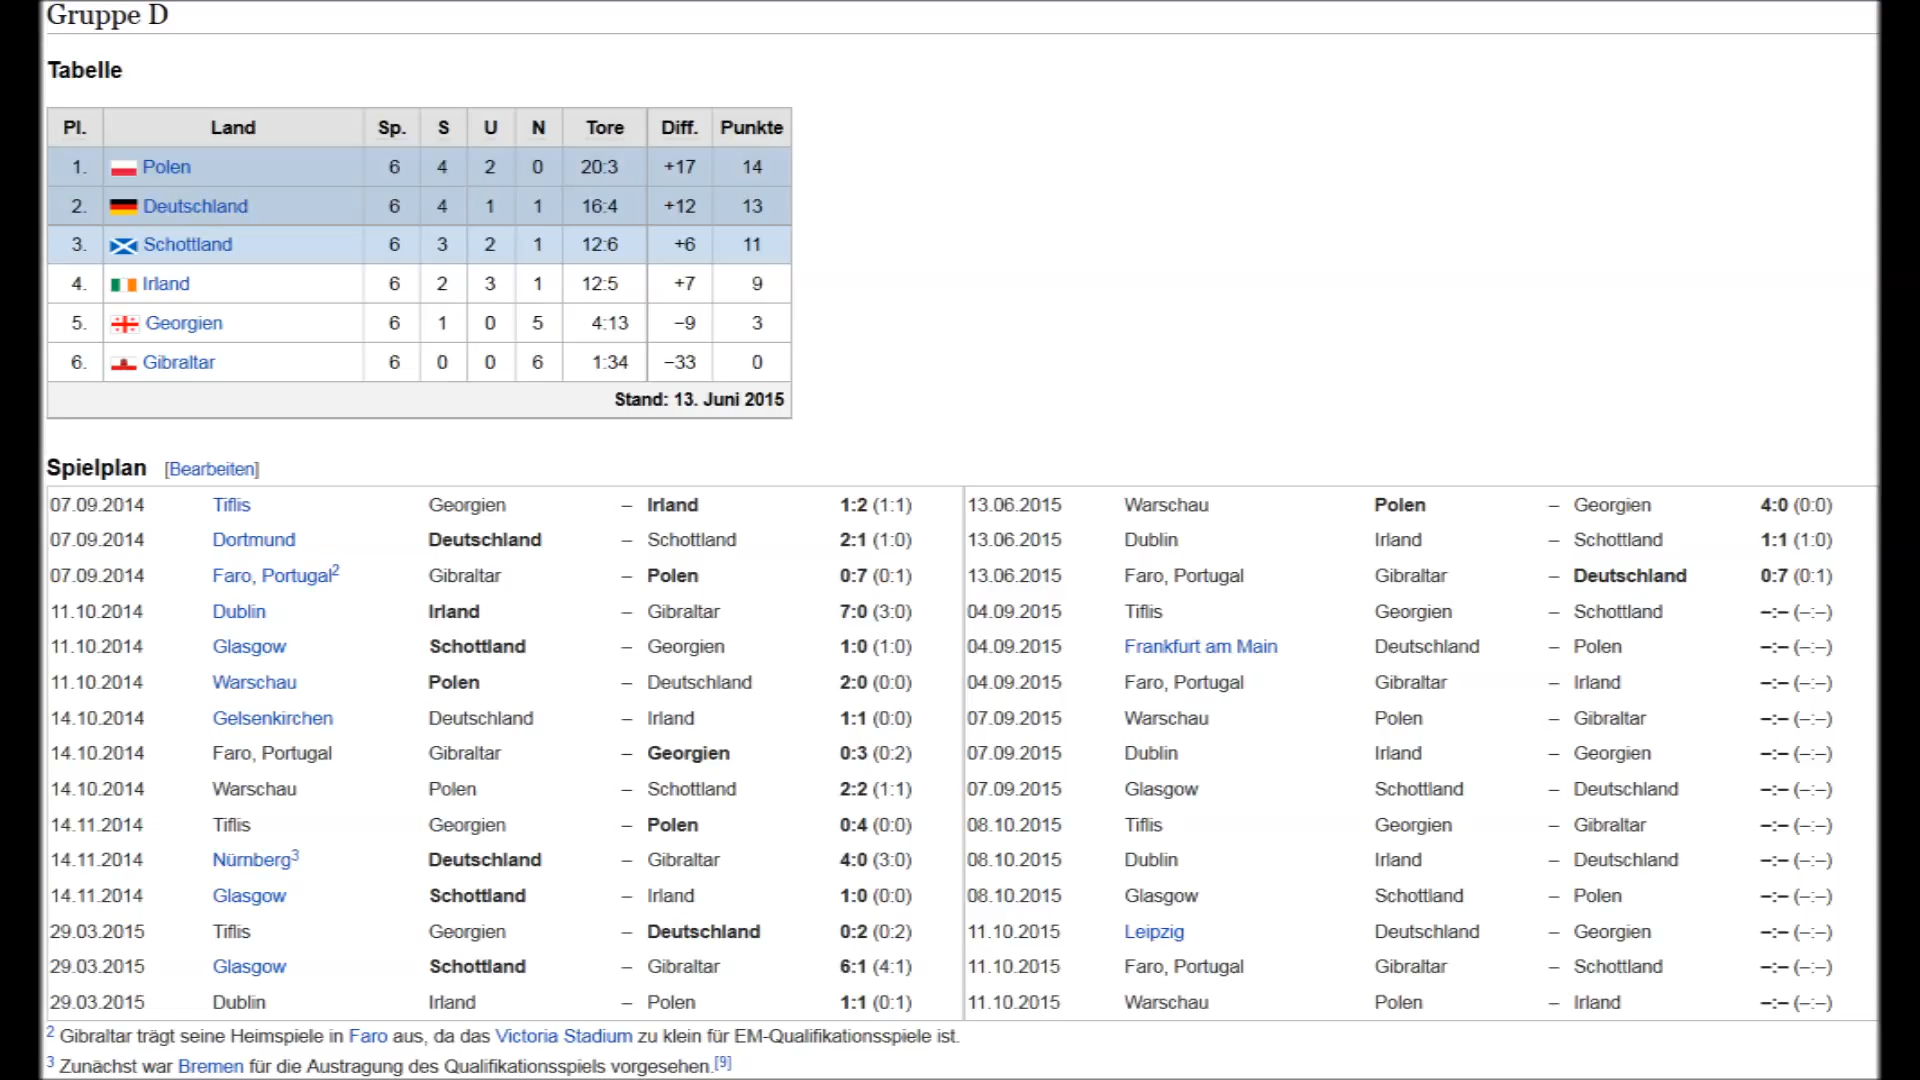 Gruppe D
Tabelle
Pl. Land Sp. S U N Tore Diff. Punkte
1. Polen 6 4 2 0 20:3 +17 14
2. Deutschland 6 4 1 1 16:4 +12 13
3. Schottland 6 3 2 1 12:6 +6 11
4. Irland 6 2 3 1 12:5 +7 9
5. Georgien 6 1 0 5 4:13 −9 3
6. Gibraltar 6 0 0 6 1:34 −33 0
Stand: 13. Juni 2015
Spielplan [Bearbeiten]
07.09.2014 Tiflis Georgien – Irland 1:2 (1:1)
07.09.2014 Dortmund Deutschland – Schottland 2:1 (1:0)
07.09.2014 Faro, Portugal2 Gibraltar – Polen 0:7 (0:1)
11.10.2014 Dublin Irland – Gibraltar 7:0 (3:0)
11.10.2014 Glasgow Schottland – Georgien 1:0 (1:0)
11.10.2014 Warschau Polen – Deutschland 2:0 (0:0)
14.10.2014 Gelsenkirchen Deutschland – Irland 1:1 (0:0)
14.10.2014 Faro, Portugal Gibraltar – Georgien 0:3 (0:2)
14.10.2014 Warschau Polen – Schottland 2:2 (1:1)
14.11.2014 Tiflis Georgien – Polen 0:4 (0:0)
14.11.2014 Nürnberg3 Deutschland – Gibraltar 4:0 (3:0)
14.11.2014 Glasgow Schottland – Irland 1:0 (0:0)
29.03.2015 Tiflis Georgien – Deutschland 0:2 (0:2)
29.03.2015 Glasgow Schottland – Gibraltar 6:1 (4:1)
29.03.2015 Dublin Irland – Polen 1:1 (0:1)
13.06.2015 Warschau Polen – Georgien 4:0 (0:0)
13.06.2015 Dublin Irland – Schottland 1:1 (1:0)
13.06.2015 Faro, Portugal Gibraltar – Deutschland 0:7 (0:1)
04.09.2015 Tiflis Georgien – Schottland –:– (–:–)
04.09.2015 Frankfurt am Main Deutschland – Polen –:– (–:–)
04.09.2015 Faro, Portugal Gibraltar – Irland –:– (–:–)
07.09.2015 Warschau Polen – Gibraltar –:– (–:–)
07.09.2015 Dublin Irland – Georgien –:– (–:–)
07.09.2015 Glasgow Schottland – Deutschland –:– (–:–)
08.10.2015 Tiflis Georgien – Gibraltar –:– (–:–)
08.10.2015 Dublin Irland – Deutschland –:– (–:–)
08.10.2015 Glasgow Schottland – Polen –:– (–:–)
11.10.2015 Leipzig Deutschland – Georgien –:– (–:–)
11.10.2015 Faro, Portugal Gibraltar – Schottland –:– (–:–)
11.10.2015 Warschau Polen – Irland –:– (–:–)
2 Gibraltar trägt seine Heimspiele in Faro aus, da das Victoria Stadium zu klein für EM-Qualifikationsspiele ist.
3 Zunächst war Bremen für die Austragung des Qualifikationsspiels vorgesehen.[9]